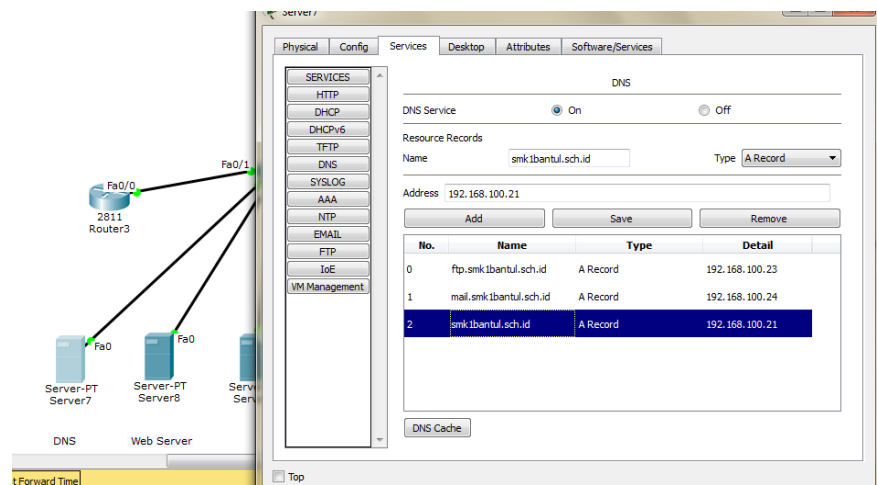 Server7
Physical Config Services Desktop Attributes Software/Services
SERVICES
HTTP
DHCP
DHCPv6
TFTP
DNS
SYSLOG
AAA
NTP
EMAIL
FTP
IoE
VM Management
DNS
DNS Service On Off
Resource Records
Name smk1bantul.sch.id Type A Record
Address 192.168.100.21
Add Save Remove
No. Name Type Detail
0 ftp.smk1bantul.sch.id A Record 192.168.100.23
1 mail.smk1bantul.sch.id A Record 192.168.100.24
2 smk1bantul.sch.id A Record 192.168.100.21
DNS Cache
Top
Fa0/1
Fa0/0
2811
Router3
Fa0
Fa0
Server-PT
Server7
Server-PT
Server8
DNS
Web Server
t Forward Time